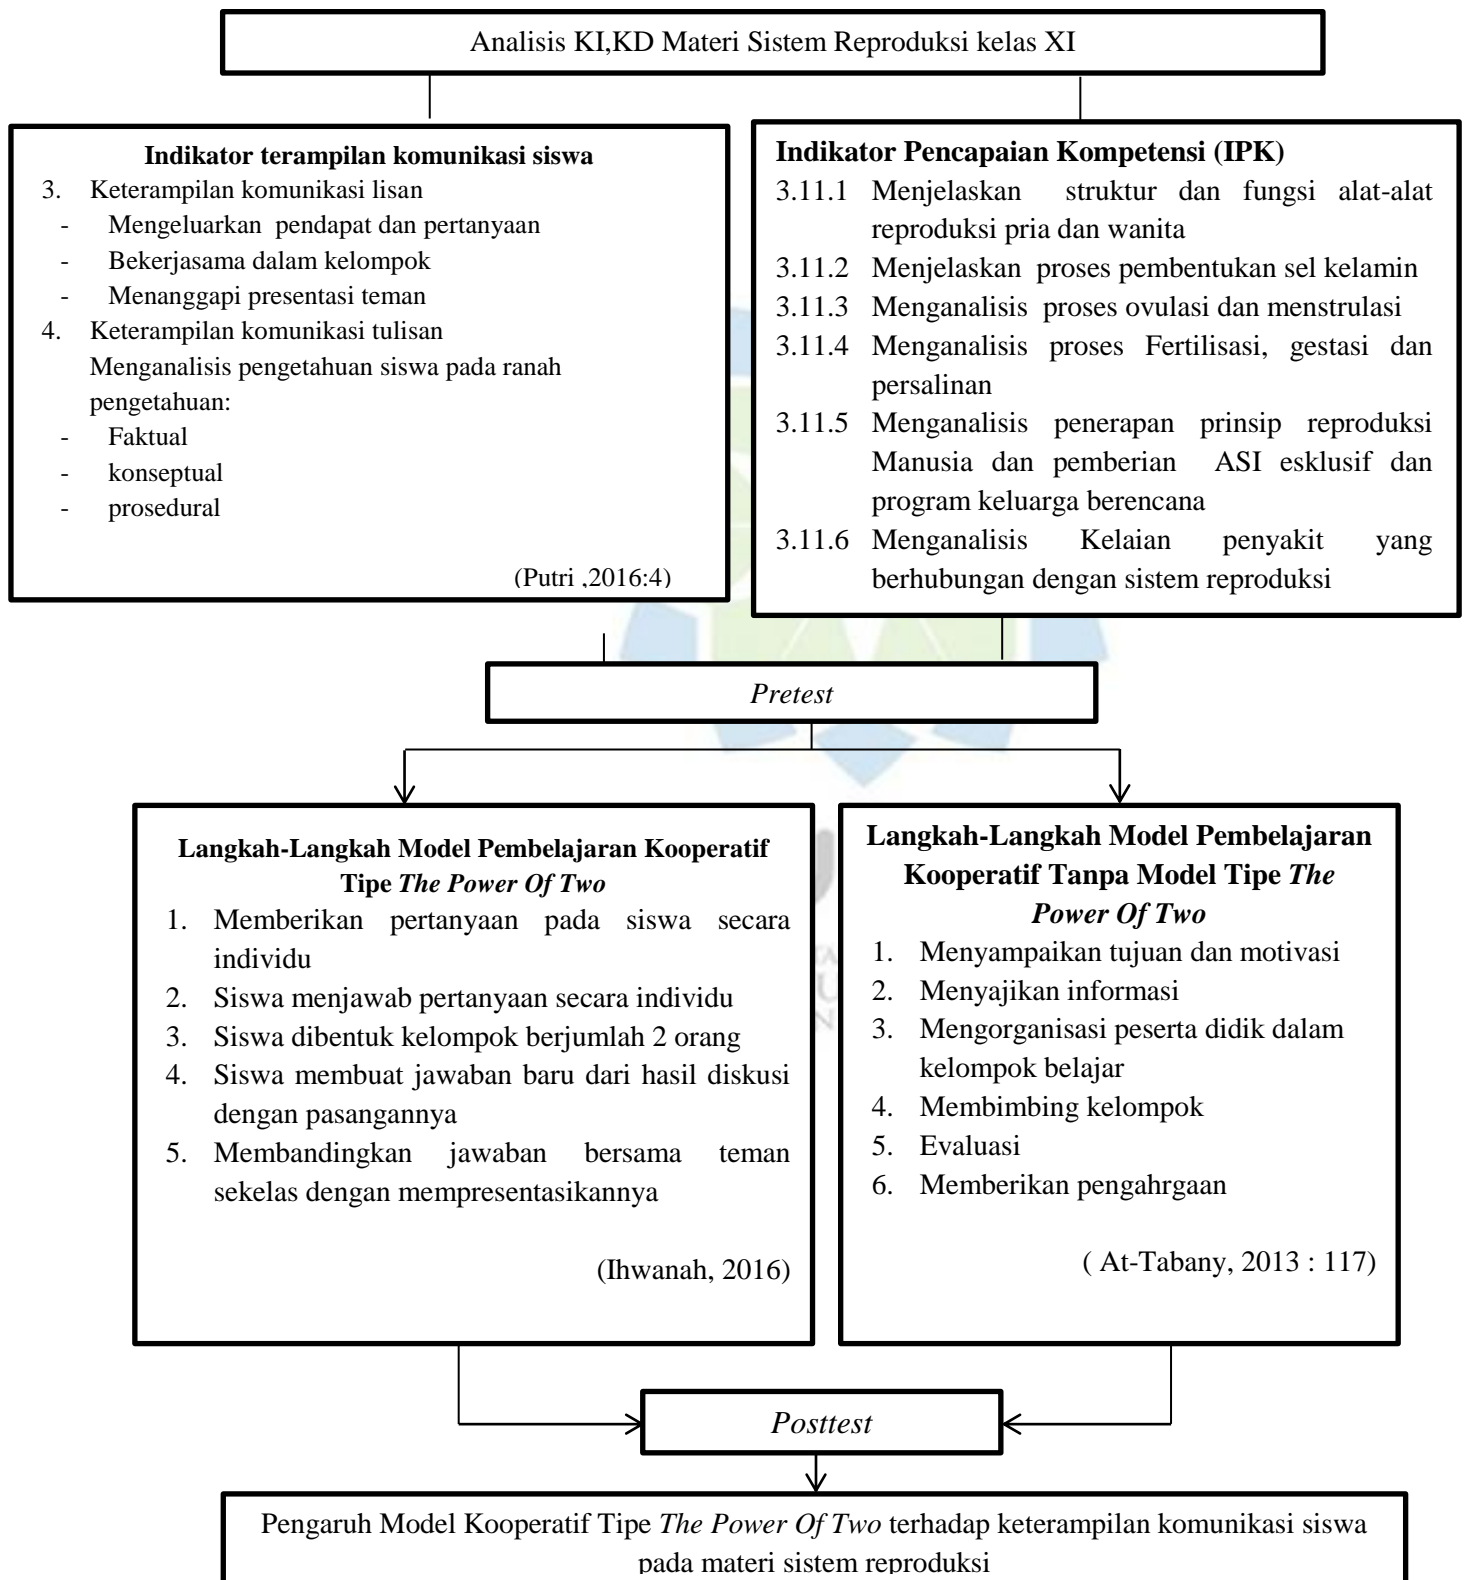 Analisis KI,KD Materi Sistem Reproduksi kelas XI
Indikator terampilan komunikasi siswa
3. Keterampilan komunikasi lisan
- Mengeluarkan pendapat dan pertanyaan
- Bekerjasama dalam kelompok
- Menanggapi presentasi teman
4. Keterampilan komunikasi tulisan
Menganalisis pengetahuan siswa pada ranah
pengetahuan:
- Faktual
- konseptual
- prosedural
(Putri ,2016:4)
Indikator Pencapaian Kompetensi (IPK)
3.11.1 Menjelaskan struktur dan fungsi alat-alat
reproduksi pria dan wanita
3.11.2 Menjelaskan proses pembentukan sel kelamin
3.11.3 Menganalisis proses ovulasi dan menstrulasi
3.11.4 Menganalisis proses Fertilisasi, gestasi dan
persalinan
3.11.5 Menganalisis penerapan prinsip reproduksi
Manusia dan pemberian ASI esklusif dan
program keluarga berencana
3.11.6 Menganalisis Kelaian penyakit yang
berhubungan dengan sistem reproduksi
Pretest
Langkah-Langkah Model Pembelajaran Kooperatif
Tipe The Power Of Two
1. Memberikan pertanyaan pada siswa secara
individu
2. Siswa menjawab pertanyaan secara individu
3. Siswa dibentuk kelompok berjumlah 2 orang
4. Siswa membuat jawaban baru dari hasil diskusi
dengan pasangannya
5. Membandingkan jawaban bersama teman
sekelas dengan mempresentasikannya
(Ihwanah, 2016)
Langkah-Langkah Model Pembelajaran
Kooperatif Tanpa Model Tipe The
Power Of Two
1. Menyampaikan tujuan dan motivasi
2. Menyajikan informasi
3. Mengorganisasi peserta didik dalam
kelompok belajar
4. Membimbing kelompok
5. Evaluasi
6. Memberikan pengahrgaan
( At-Tabany, 2013 : 117)
Posttest
Pengaruh Model Kooperatif Tipe The Power Of Two terhadap keterampilan komunikasi siswa
pada materi sistem reproduksi